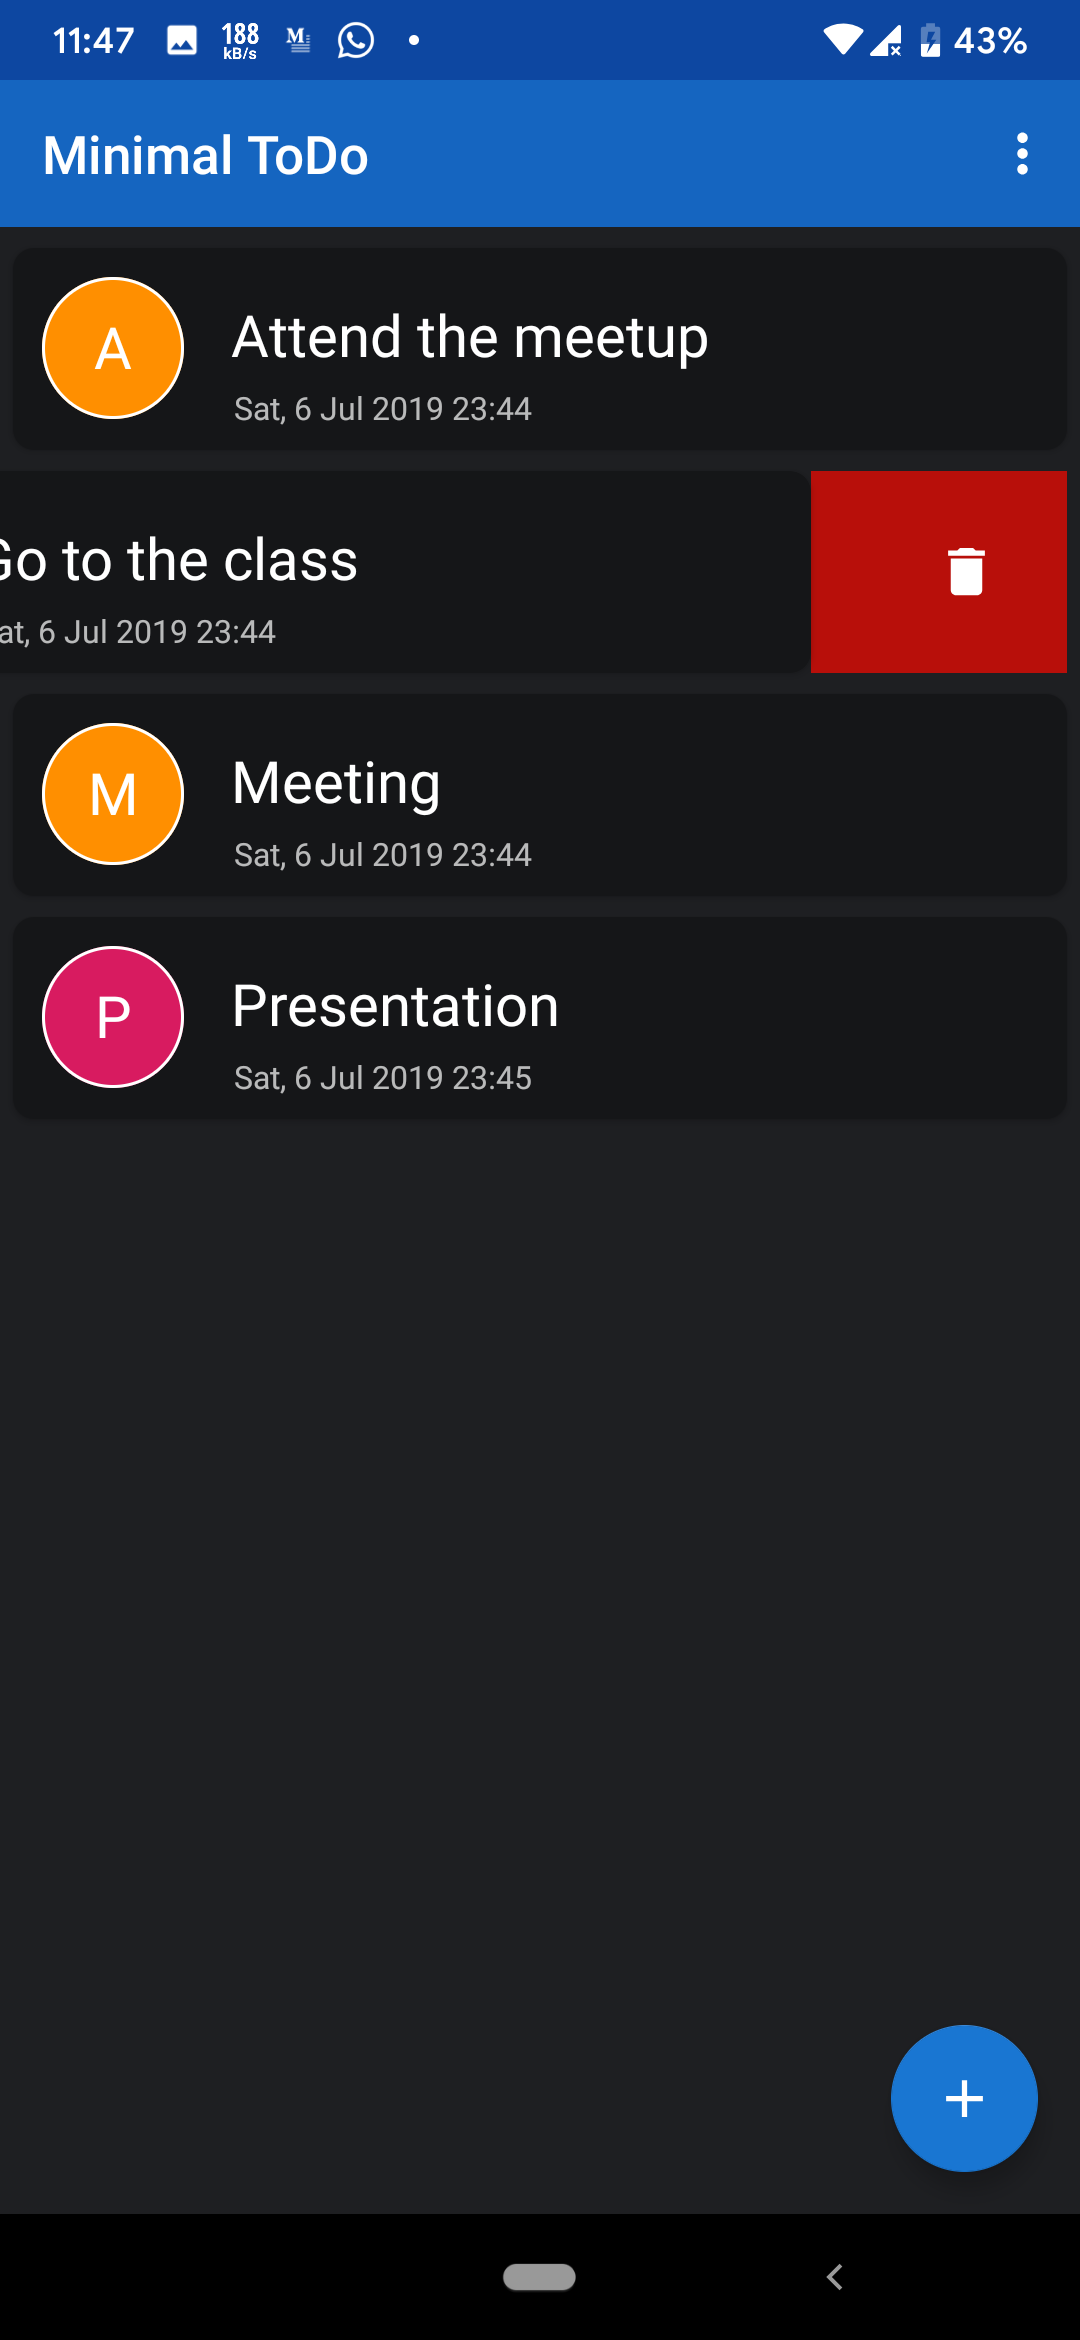 11:47 188 kB/s M 43%
Minimal ToDo
A
Attend the meetup
Sat, 6 Jul 2019 23:44
Go to the class
at, 6 Jul 2019 23:44
M
Meeting
Sat, 6 Jul 2019 23:44
P
Presentation
Sat, 6 Jul 2019 23:45